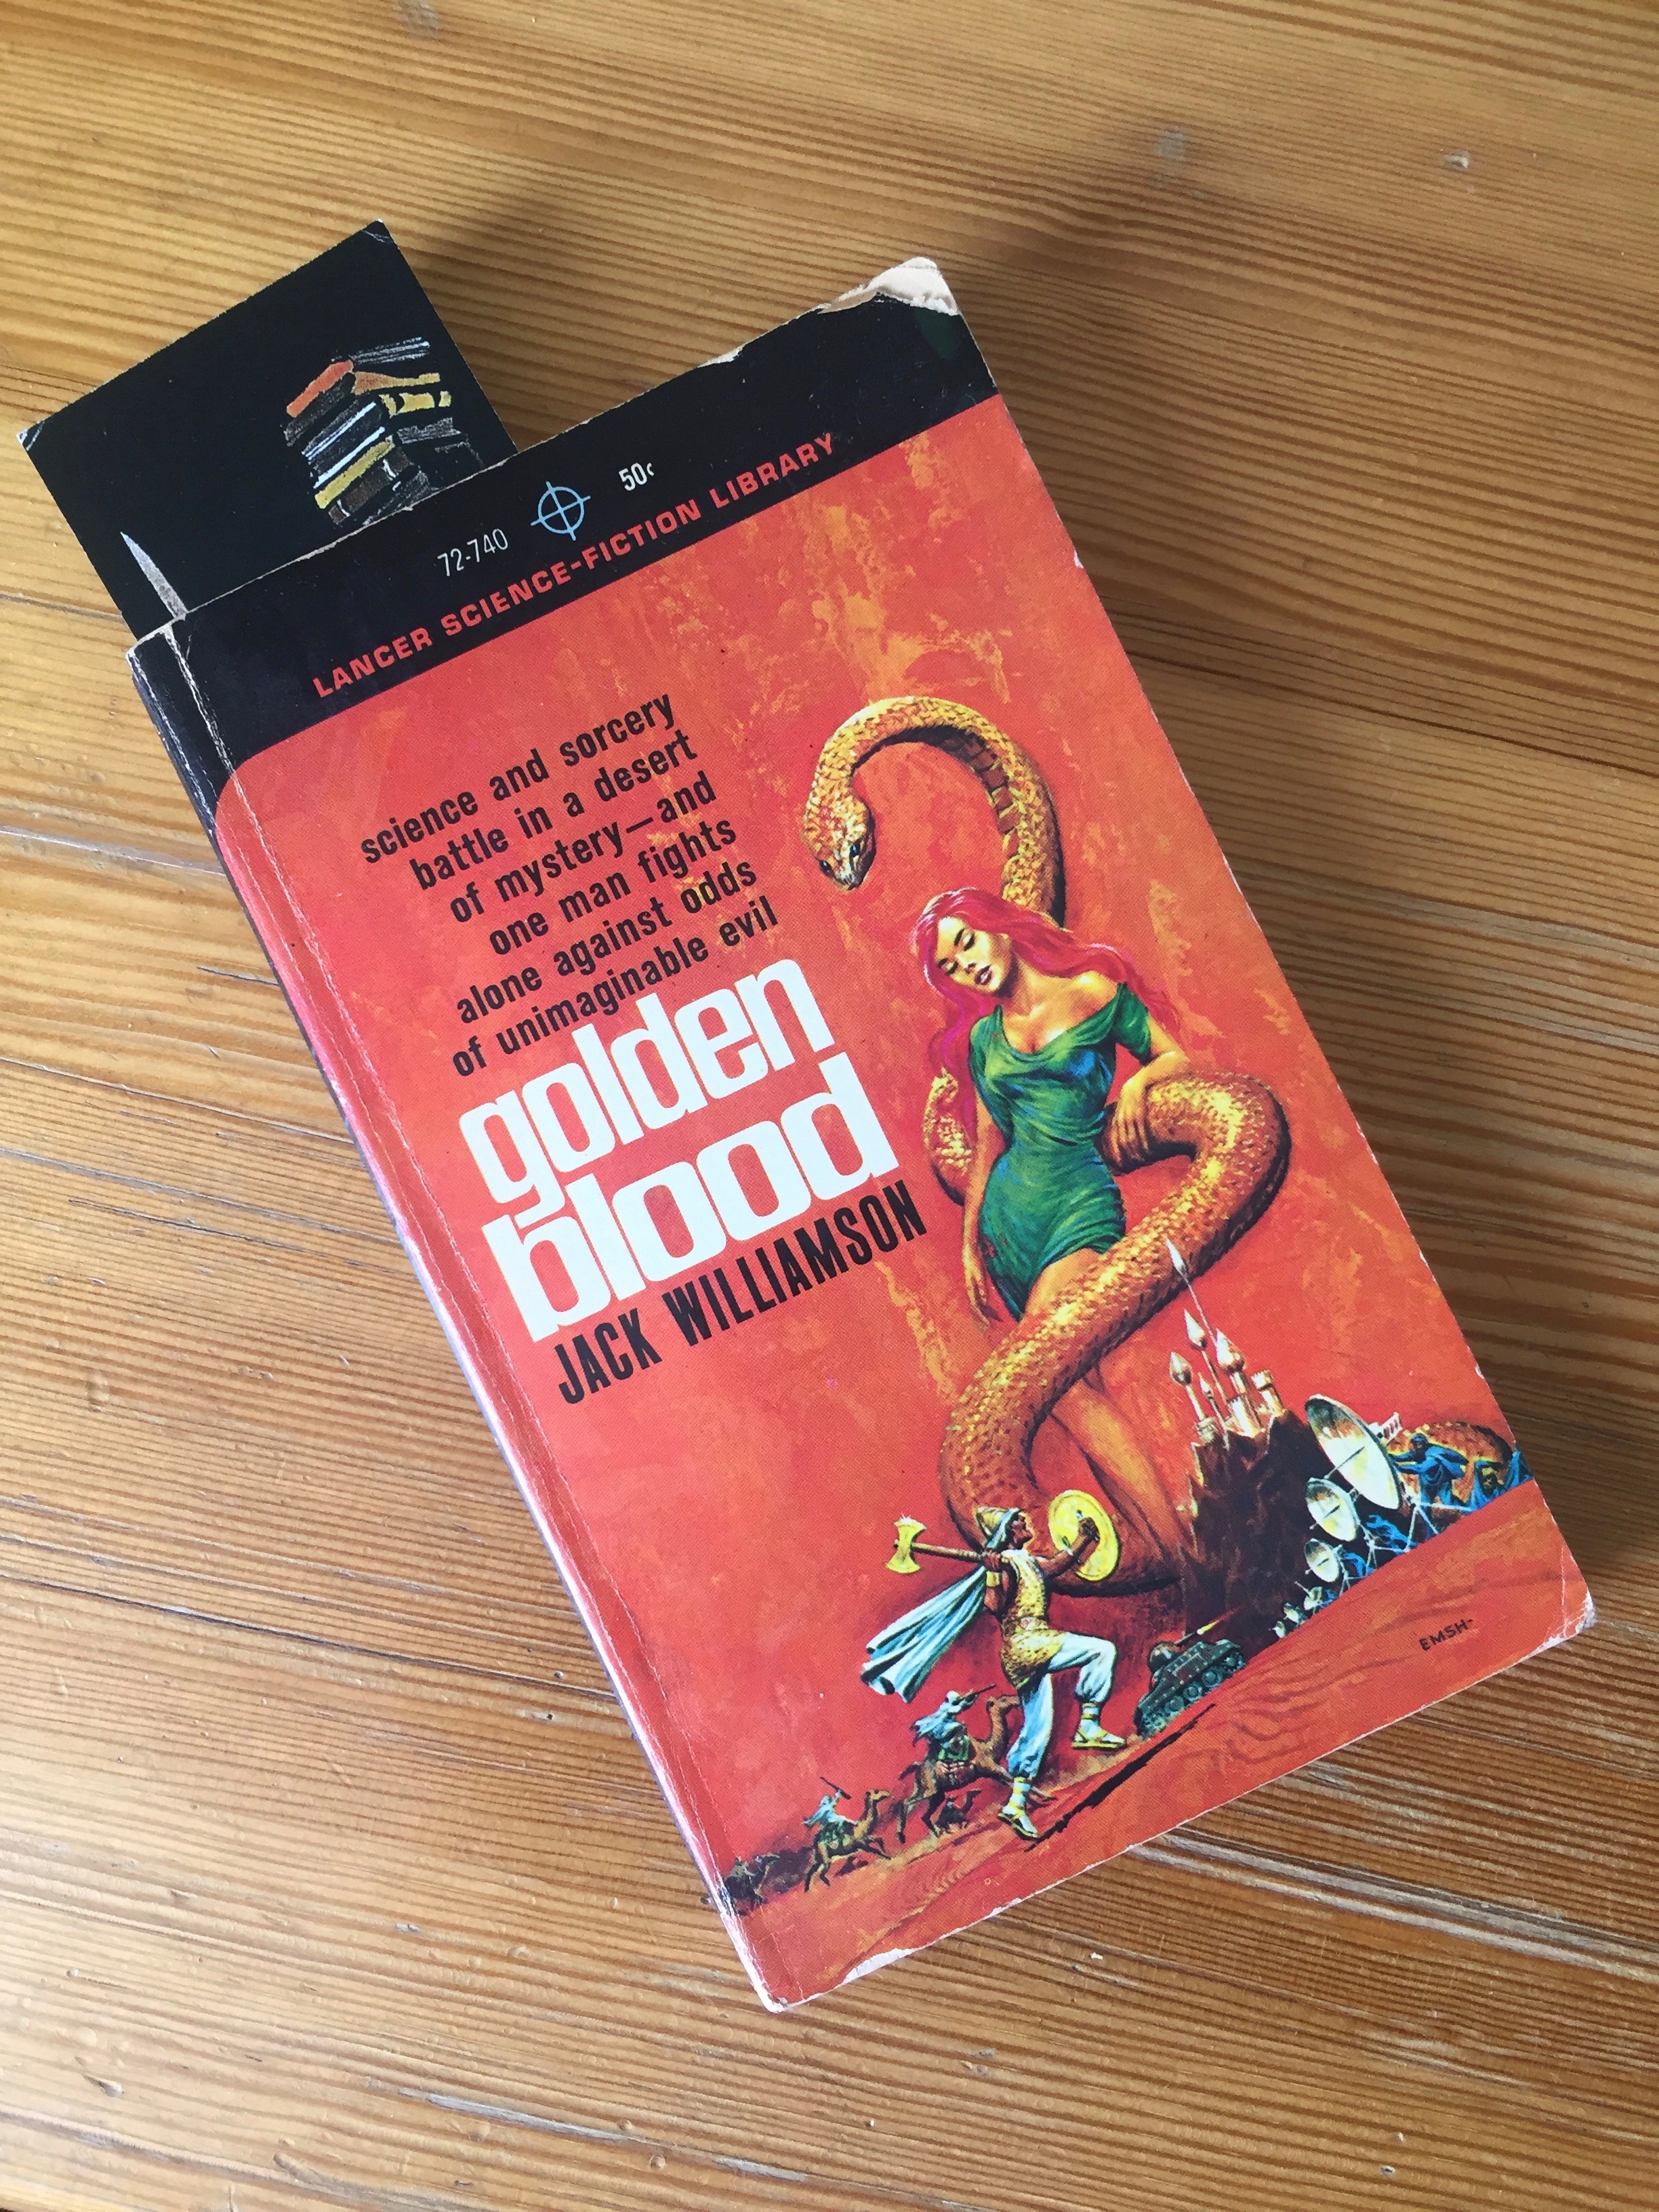 72-740
50¢
LANCER SCIENCE-FICTION LIBRARY
science and sorcery
battle in a desert
of mystery—and
one man fights
alone against odds
of unimaginable evil
golden
blood
JACK WILLIAMSON
EMSH-